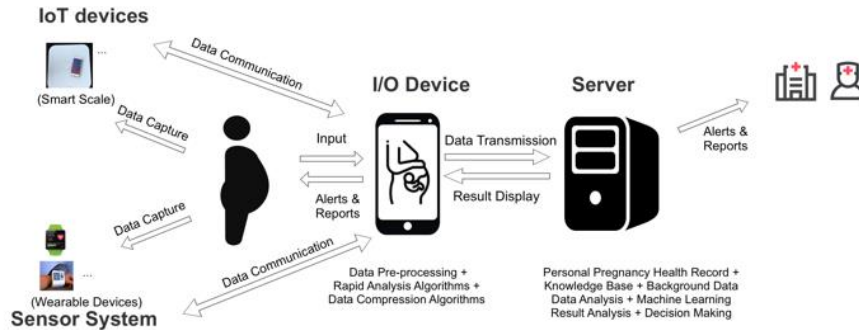 IoT devices
...
(Smart Scale)
Data Communication
Data Capture
I/O Device
Server
Input
Alerts &
Reports
Data Transmission
Result Display
Alerts &
Reports
Data Capture
...
(Wearable Devices)
Sensor System
Data Communication
Data Pre-processing +
Rapid Analysis Algorithms +
Data Compression Algorithms
Personal Pregnancy Health Record +
Knowledge Base + Background Data
Data Analysis + Machine Learning
Result Analysis + Decision Making